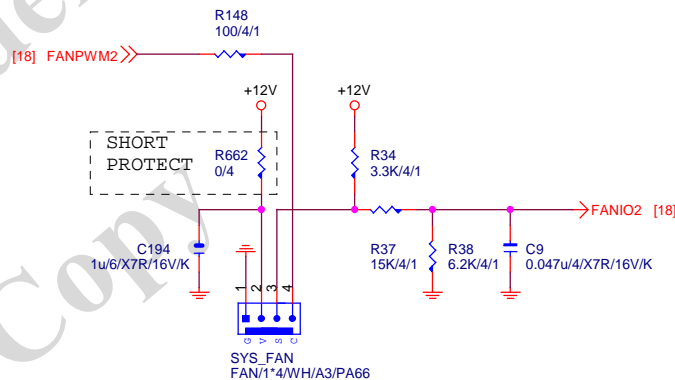 R148
100/4/1
[18] FANPWM2
+12V
+12V
SHORT
PROTECT
R662
0/4
R34
3.3K/4/1
FANIO2 [18]
C194
1u/6/X7R/16V/K
R37
15K/4/1
R38
6.2K/4/1
C9
0.047u/4/X7R/16V/K
1 2 3 4
G V S C
SYS_FAN
FAN/1*4/WH/A3/PA66
Copy